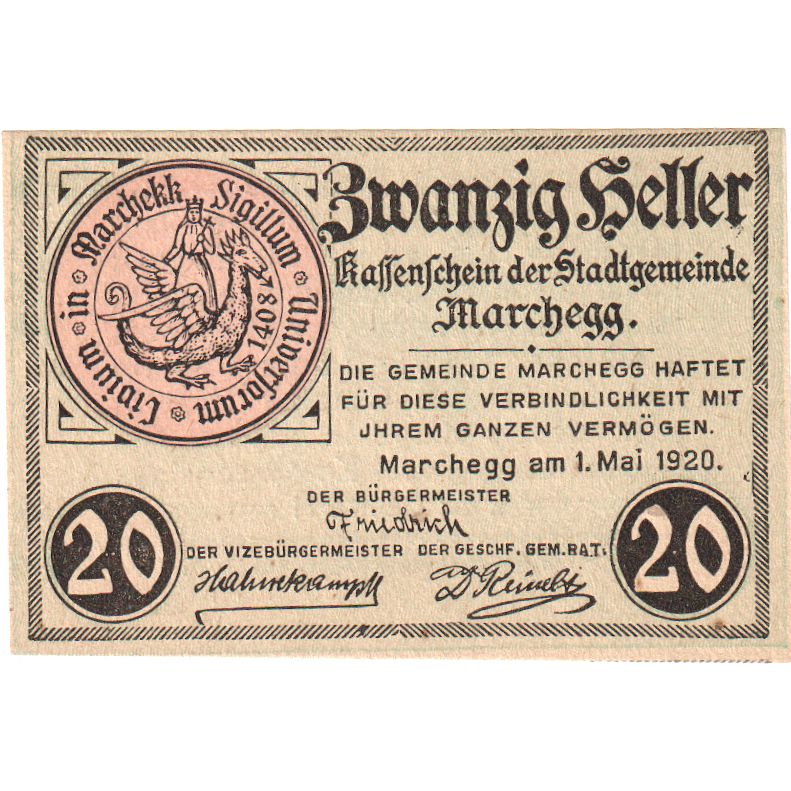 Zwanzig Heller
Kassenschein der Stadtgemeinde
Marchegg.
DIE GEMEINDE MARCHEGG HAFTET
FÜR DIESE VERBINDLICHKEIT MIT
JHREM GANZEN VERMÖGEN.
Marchegg am 1. Mai 1920.
DER BÜRGERMEISTER
Friedrich
DER VIZEBÜRGERMEISTER DER GESCHF. GEM. RAT.
Sigillum Universorum Civium in Marchekk
1408
20
20